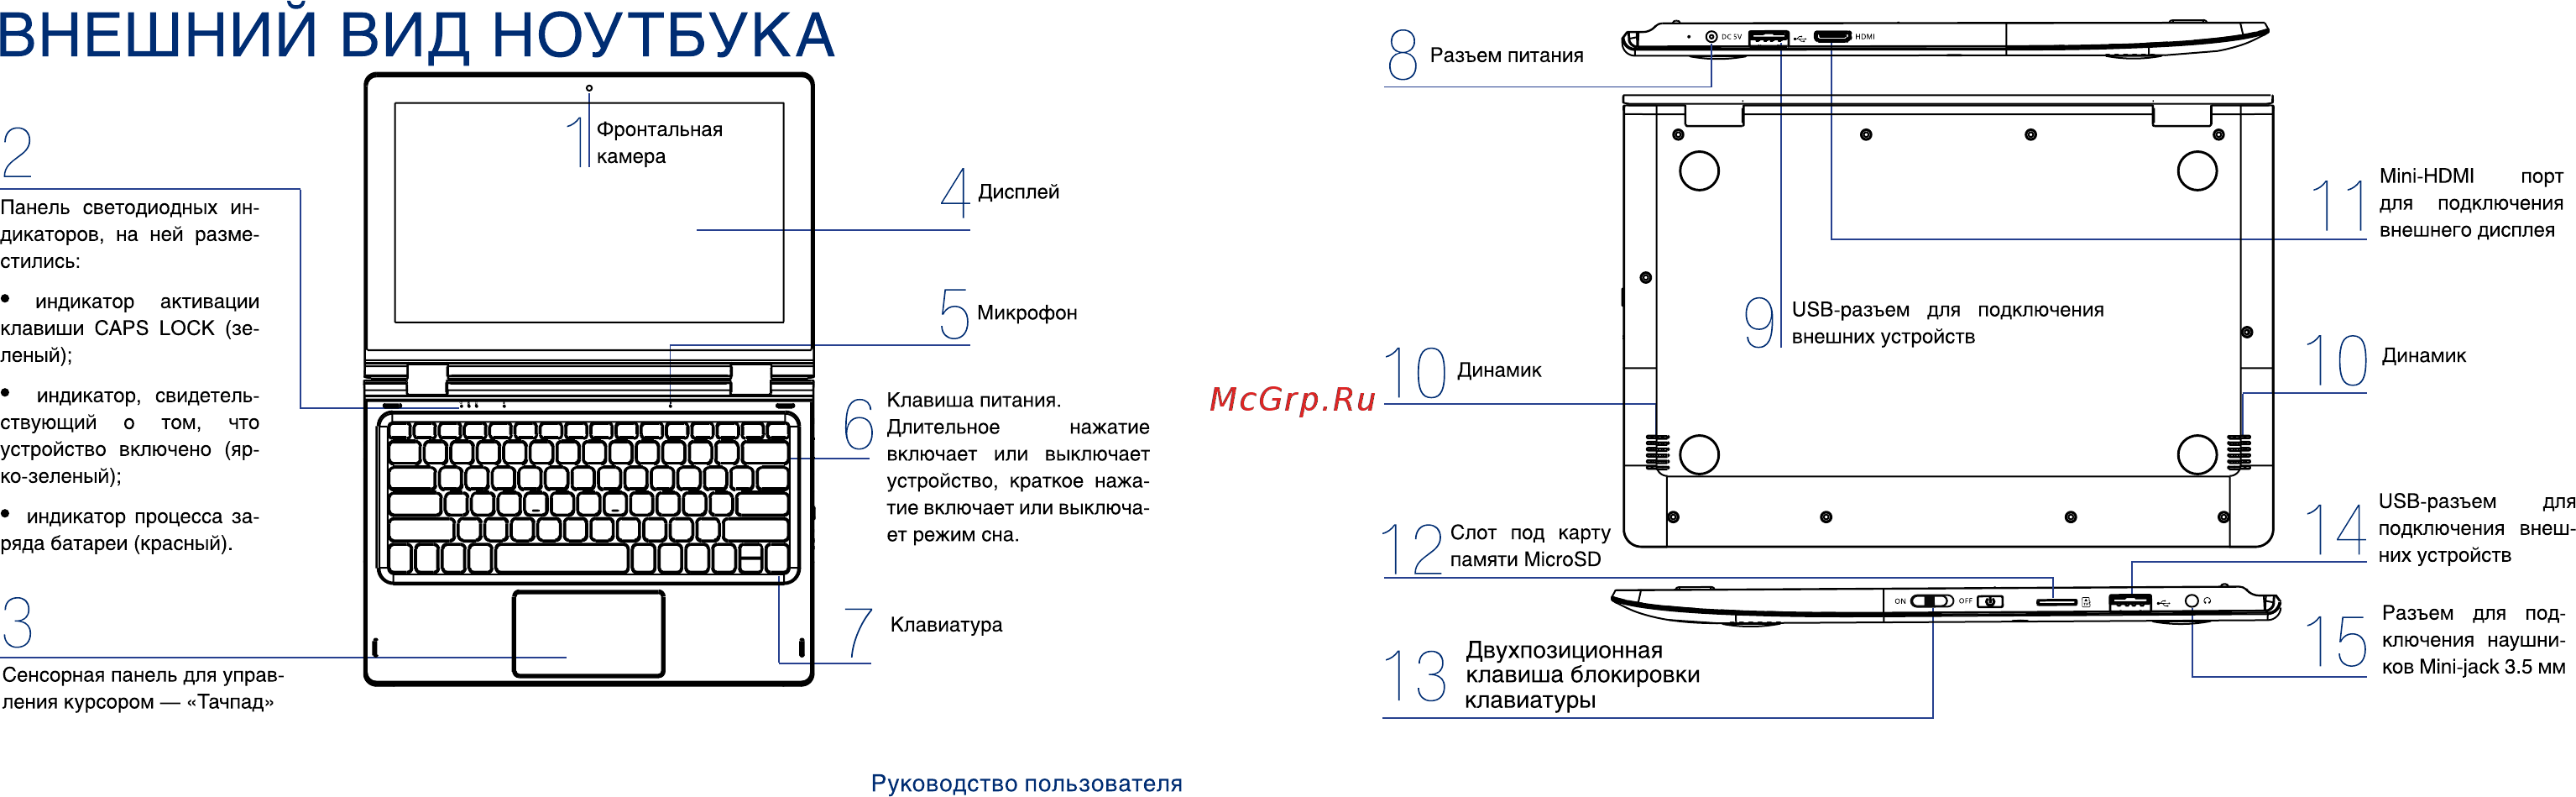 ВНЕШНИЙ ВИД НОУТБУКА
1
Фронтальная
камера
2
Панель светодиодных ин-
дикаторов, на ней разме-
стились:
• индикатор активации
клавиши CAPS LOCK (зе-
леный);
• индикатор, свидетель-
ствующий о том, что
устройство включено (яр-
ко-зеленый);
• индикатор процесса за-
ряда батареи (красный).
3
Сенсорная панель для управ-
ления курсором — «Тачпад»
4 Дисплей
5 Микрофон
6
Клавиша питания.
Длительное нажатие
включает или выключает
устройство, краткое нажа-
тие включает или выключа-
ет режим сна.
7 Клавиатура
8 Разъем питания
DC 5V
HDMI
9
USB-разъем для подключения
внешних устройств
10 Динамик
11
Mini-HDMI порт
для подключения
внешнего дисплея
10 Динамик
McGrp.Ru
12
Слот под карту
памяти MicroSD
ON
OFF
13
Двухпозиционная
клавиша блокировки
клавиатуры
14
USB-разъем для
подключения внеш-
них устройств
15
Разъем для под-
ключения наушни-
ков Mini-jack 3.5 мм
Руководство пользователя